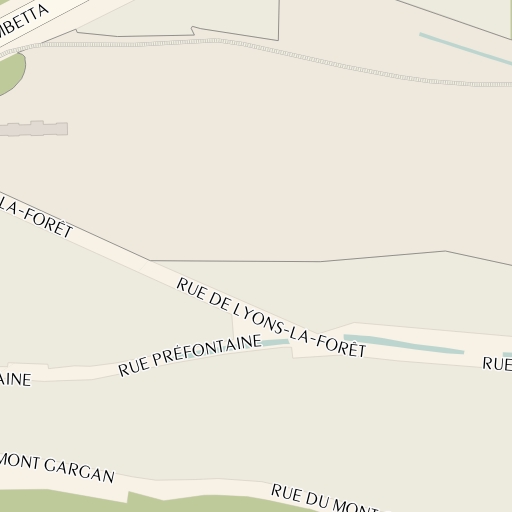 MBETTA
LA-FORÊT
RUE DE LYONS-LA-FORÊT
RUE PRÉFONTAINE
RUE
AINE
MONT GARGAN
RUE DU MONT